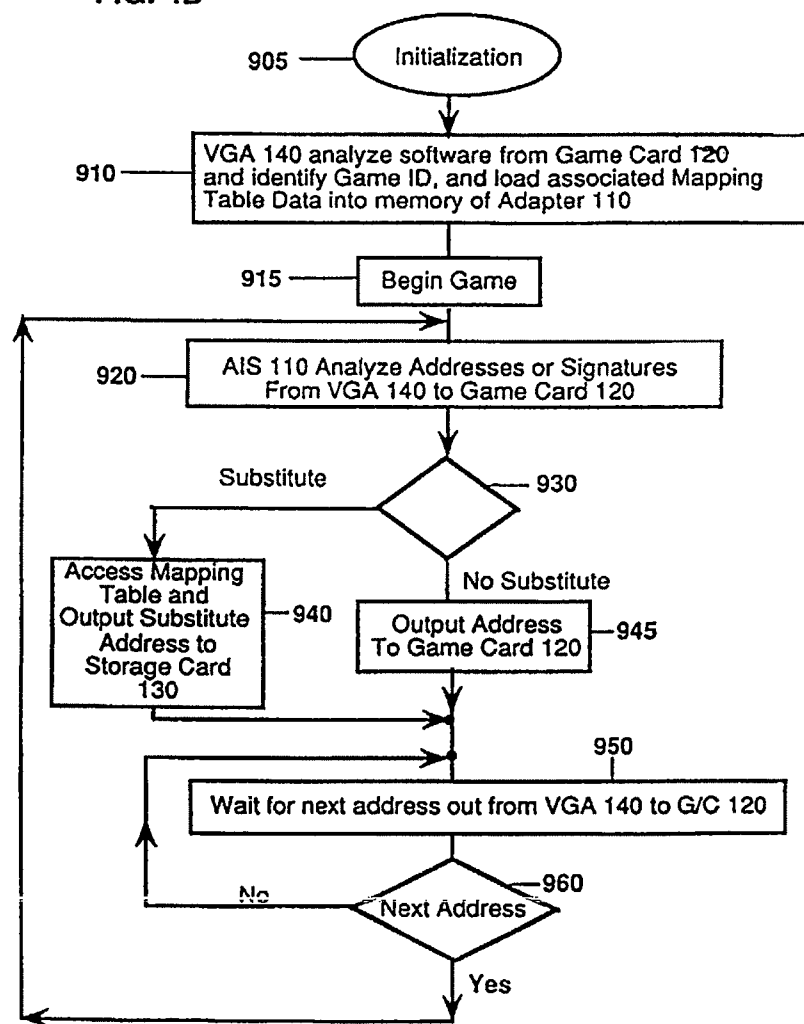 905
Initialization
910
VGA 140 analyze software from Game Card 120
and identify Game ID, and load associated Mapping
Table Data into memory of Adapter 110
915
Begin Game
920
AIS 110 Analyze Addresses or Signatures
From VGA 140 to Game Card 120
Substitute
930
Access Mapping
Table and
Output Substitute
Address to
Storage Card
130
940
No Substitute
Output Address
To Game Card 120
945
950
Wait for next address out from VGA 140 to G/C 120
No
960
Next Address
Yes